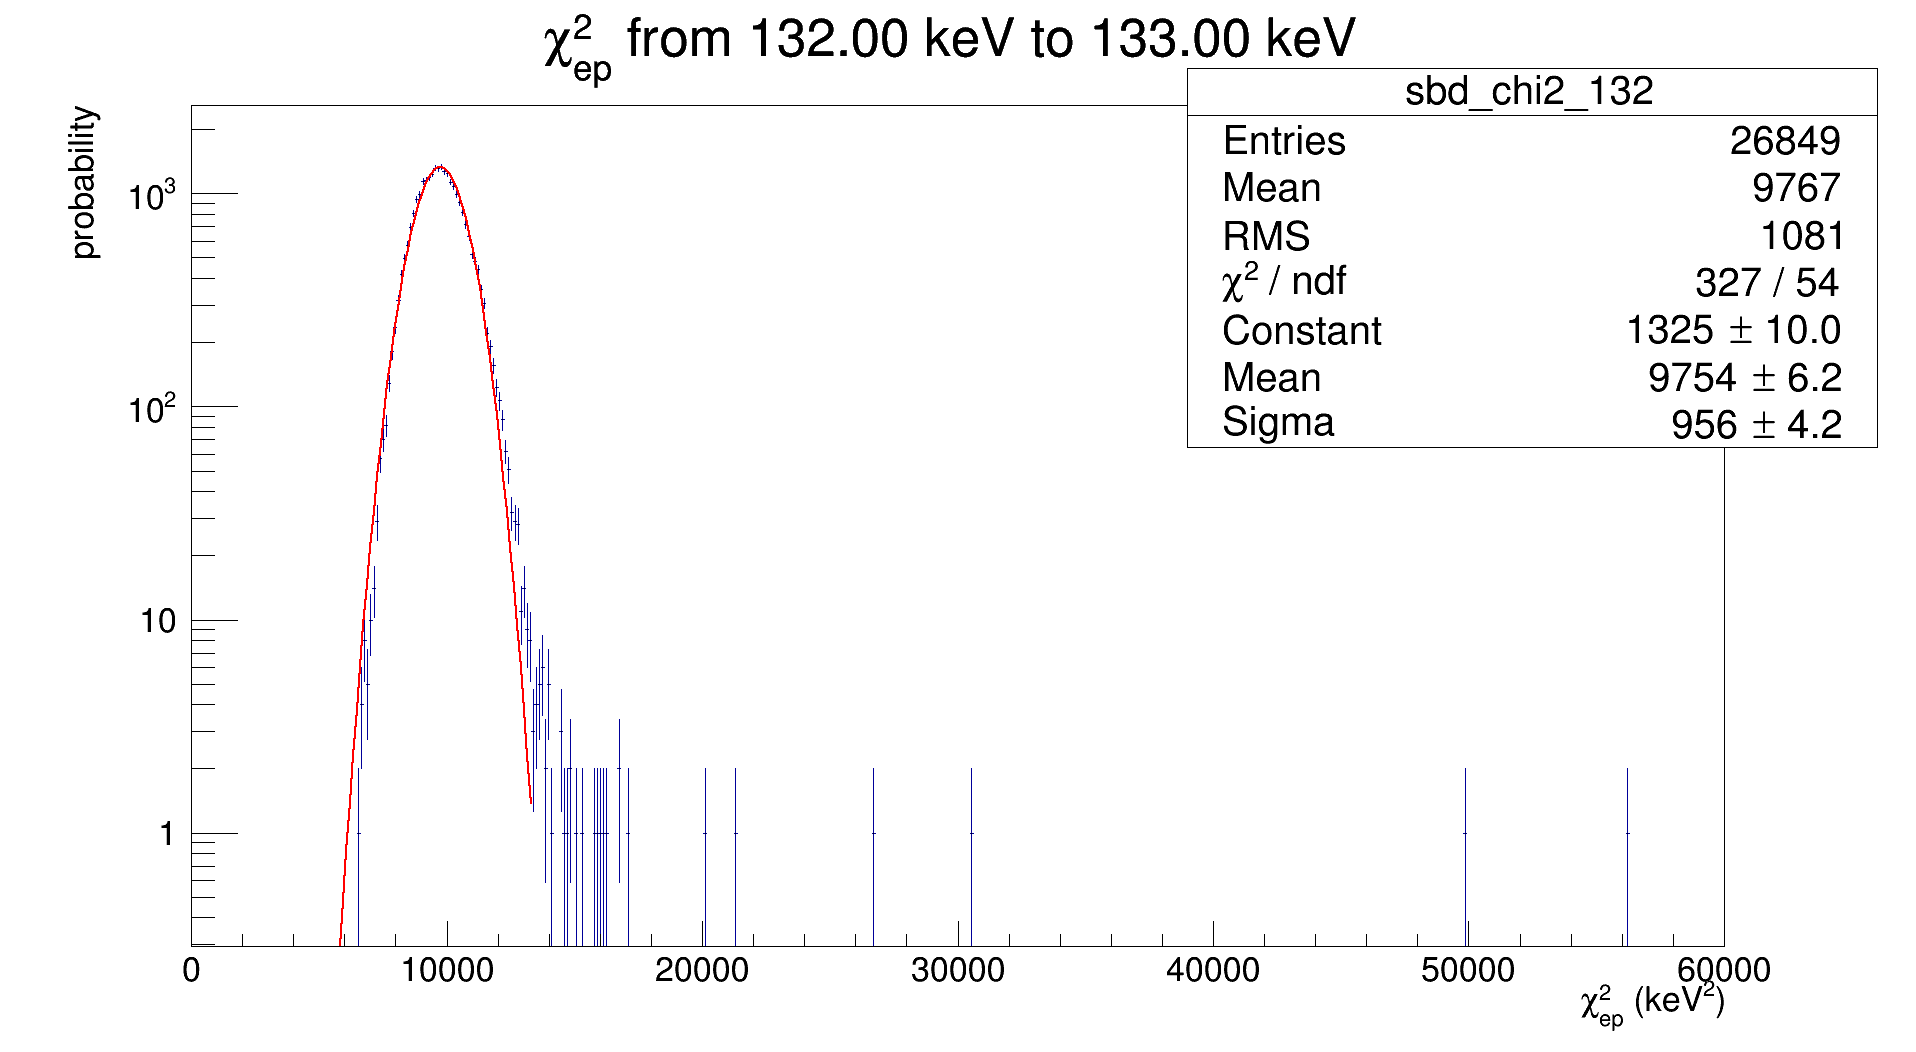 χ²ep from 132.00 keV to 133.00 keV
sbd_chi2_132
Entries 26849
Mean 9767
RMS 1081
χ² / ndf 327 / 54
Constant 1325 ± 10.0
Mean 9754 ± 6.2
Sigma 956 ± 4.2
probability
10³
10²
10
1
0 10000 20000 30000 40000 50000 60000
χ²ep (keV²)